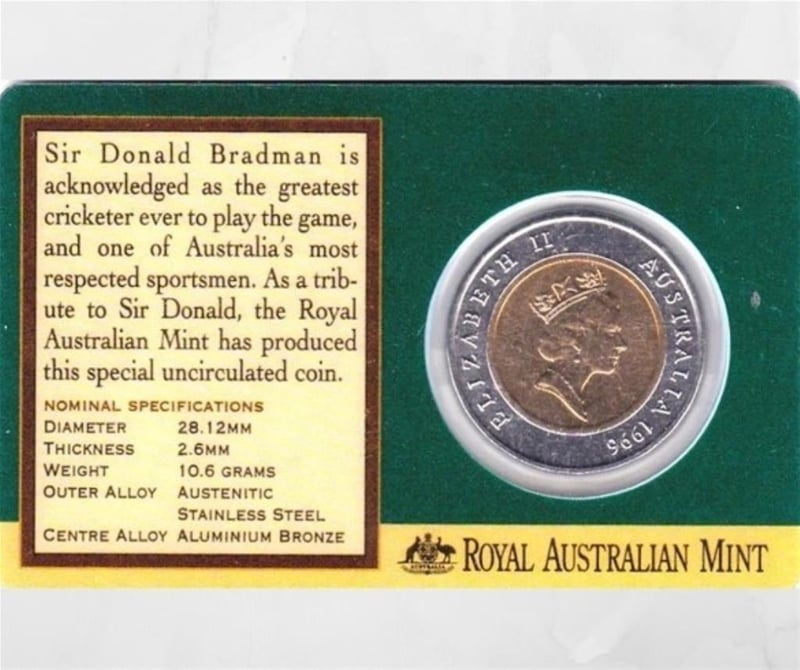 Sir Donald Bradman is
acknowledged as the greatest
cricketer ever to play the game,
and one of Australia's most
respected sportsmen. As a trib-
ute to Sir Donald, the Royal
Australian Mint has produced
this special uncirculated coin.
NOMINAL SPECIFICATIONS
DIAMETER 28.12MM
THICKNESS 2.6MM
WEIGHT 10.6 GRAMS
OUTER ALLOY AUSTENITIC
STAINLESS STEEL
CENTRE ALLOY ALUMINIUM BRONZE
ELIZABETH II AUSTRALIA 1996
AUSTRALIA
ROYAL AUSTRALIAN MINT